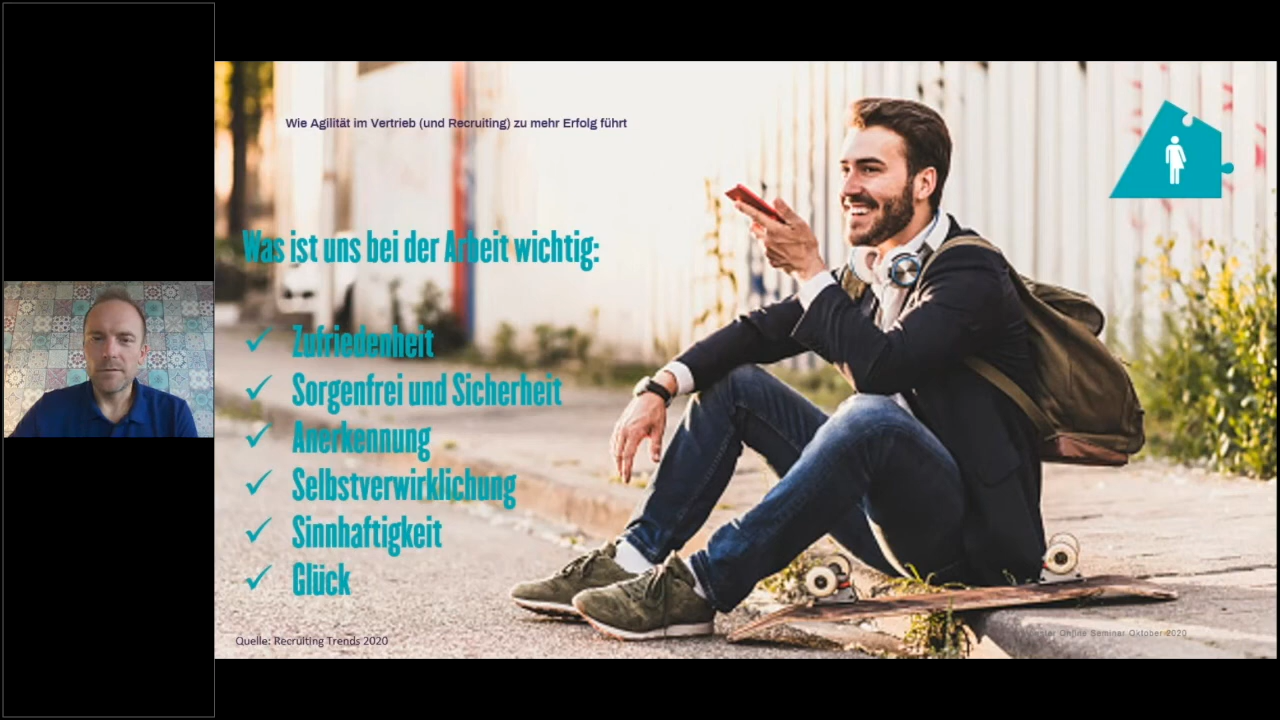 Wie Agilität im Vertrieb (und Recruiting) zu mehr Erfolg führt
Was ist uns bei der Arbeit wichtig:
✓ Zufriedenheit
✓ Sorgenfrei und Sicherheit
✓ Anerkennung
✓ Selbstverwirklichung
✓ Sinnhaftigkeit
✓ Glück
Quelle: Recruiting Trends 2020
Online Seminar Oktober 2020